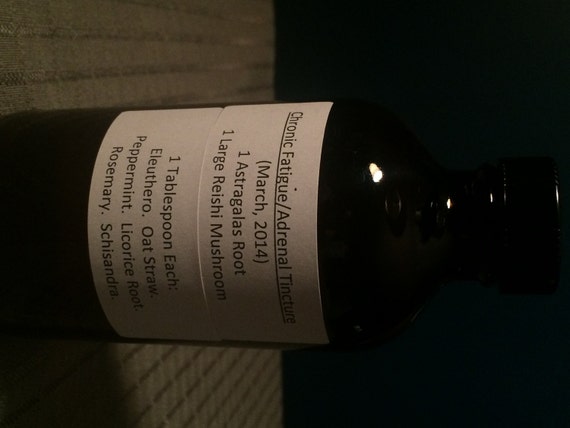 Chronic Fatigue/Adrenal Tincture
(March, 2014)
1 Astragalas Root
1 Large Reishi Mushroom
1 Tablespoon Each:
Eleuthero. Oat Straw.
Peppermint. Licorice Root.
Rosemary. Schisandra.